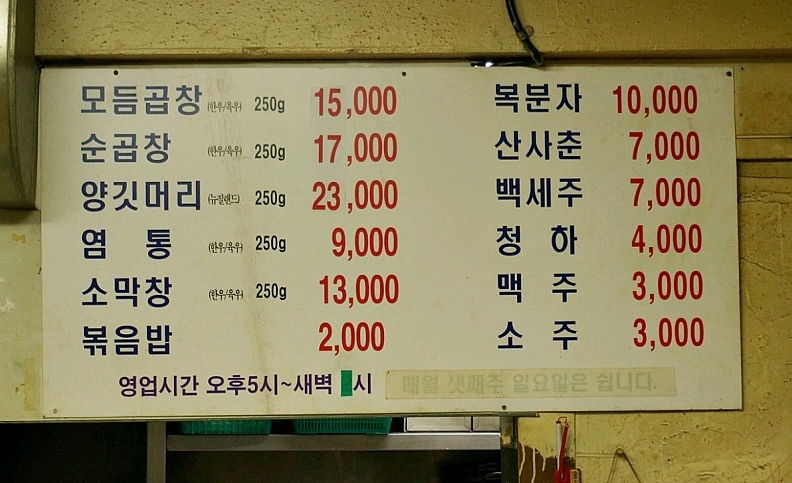 모듬곱창 (한우/육우) 250g 15,000
순곱창 (한우/육우) 250g 17,000
양깃머리 (뉴질랜드) 250g 23,000
염 통 (한우/육우) 250g 9,000
소막창 (한우/육우) 250g 13,000
볶음밥 2,000
복분자 10,000
산사춘 7,000
백세주 7,000
청 하 4,000
맥 주 3,000
소 주 3,000
영업시간 오후5시~새벽 시
매월 셋째주 일요일은 쉽니다.